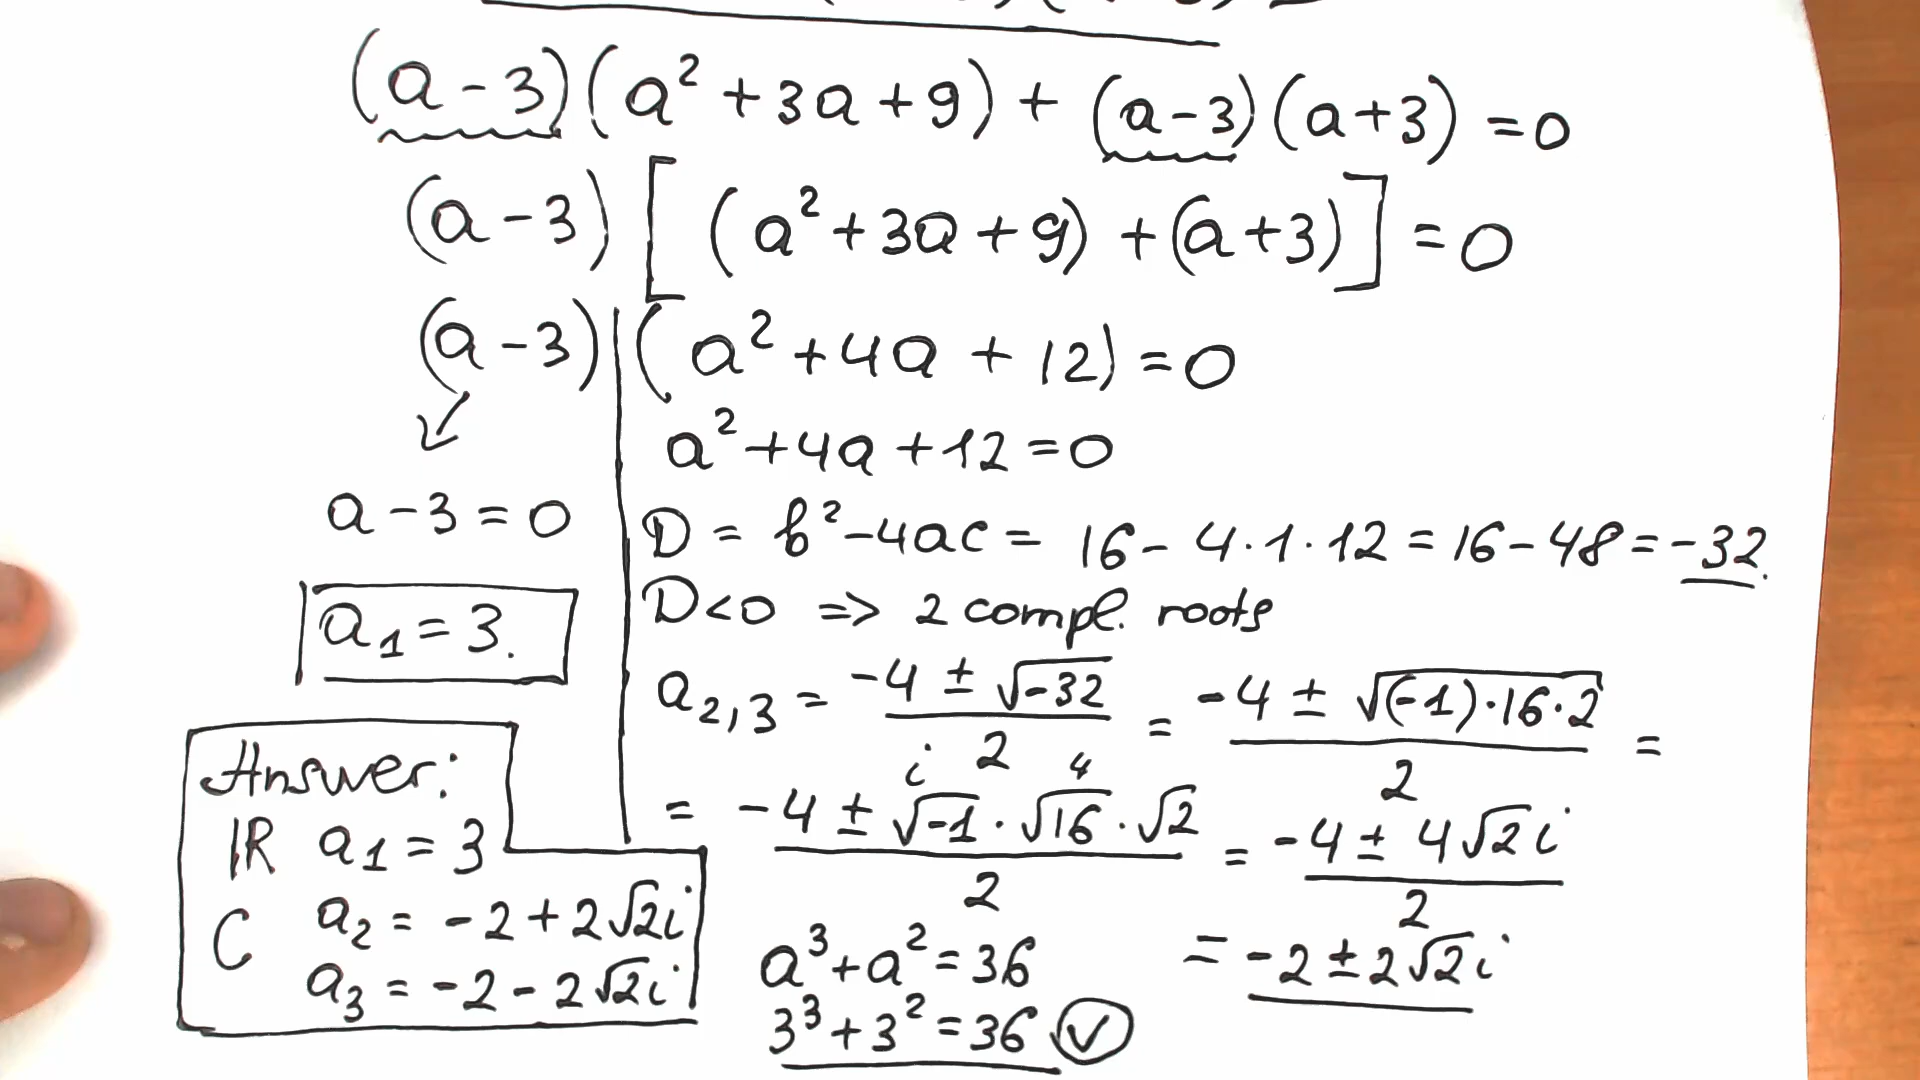 (a-3)(a²+3a+9)+(a-3)(a+3)=0
(a-3)[(a²+3a+9)+(a+3)]=0
(a-3)(a²+4a+12)=0
a²+4a+12=0
a-3=0
a₁=3.
D=b²-4ac=16-4·1·12=16-48=-32.
D<0 => 2 compl. roots
a₂,₃ = (-4±√-32)/2 = (-4±√(-1)·16·2)/2 =
i 4
= (-4±√-1·√16·√2)/2 = (-4±4√2i)/2
= -2±2√2i
a³+a²=36
3³+3²=36 ✓
Answer:
IR a₁=3
C a₂=-2+2√2i
a₃=-2-2√2i